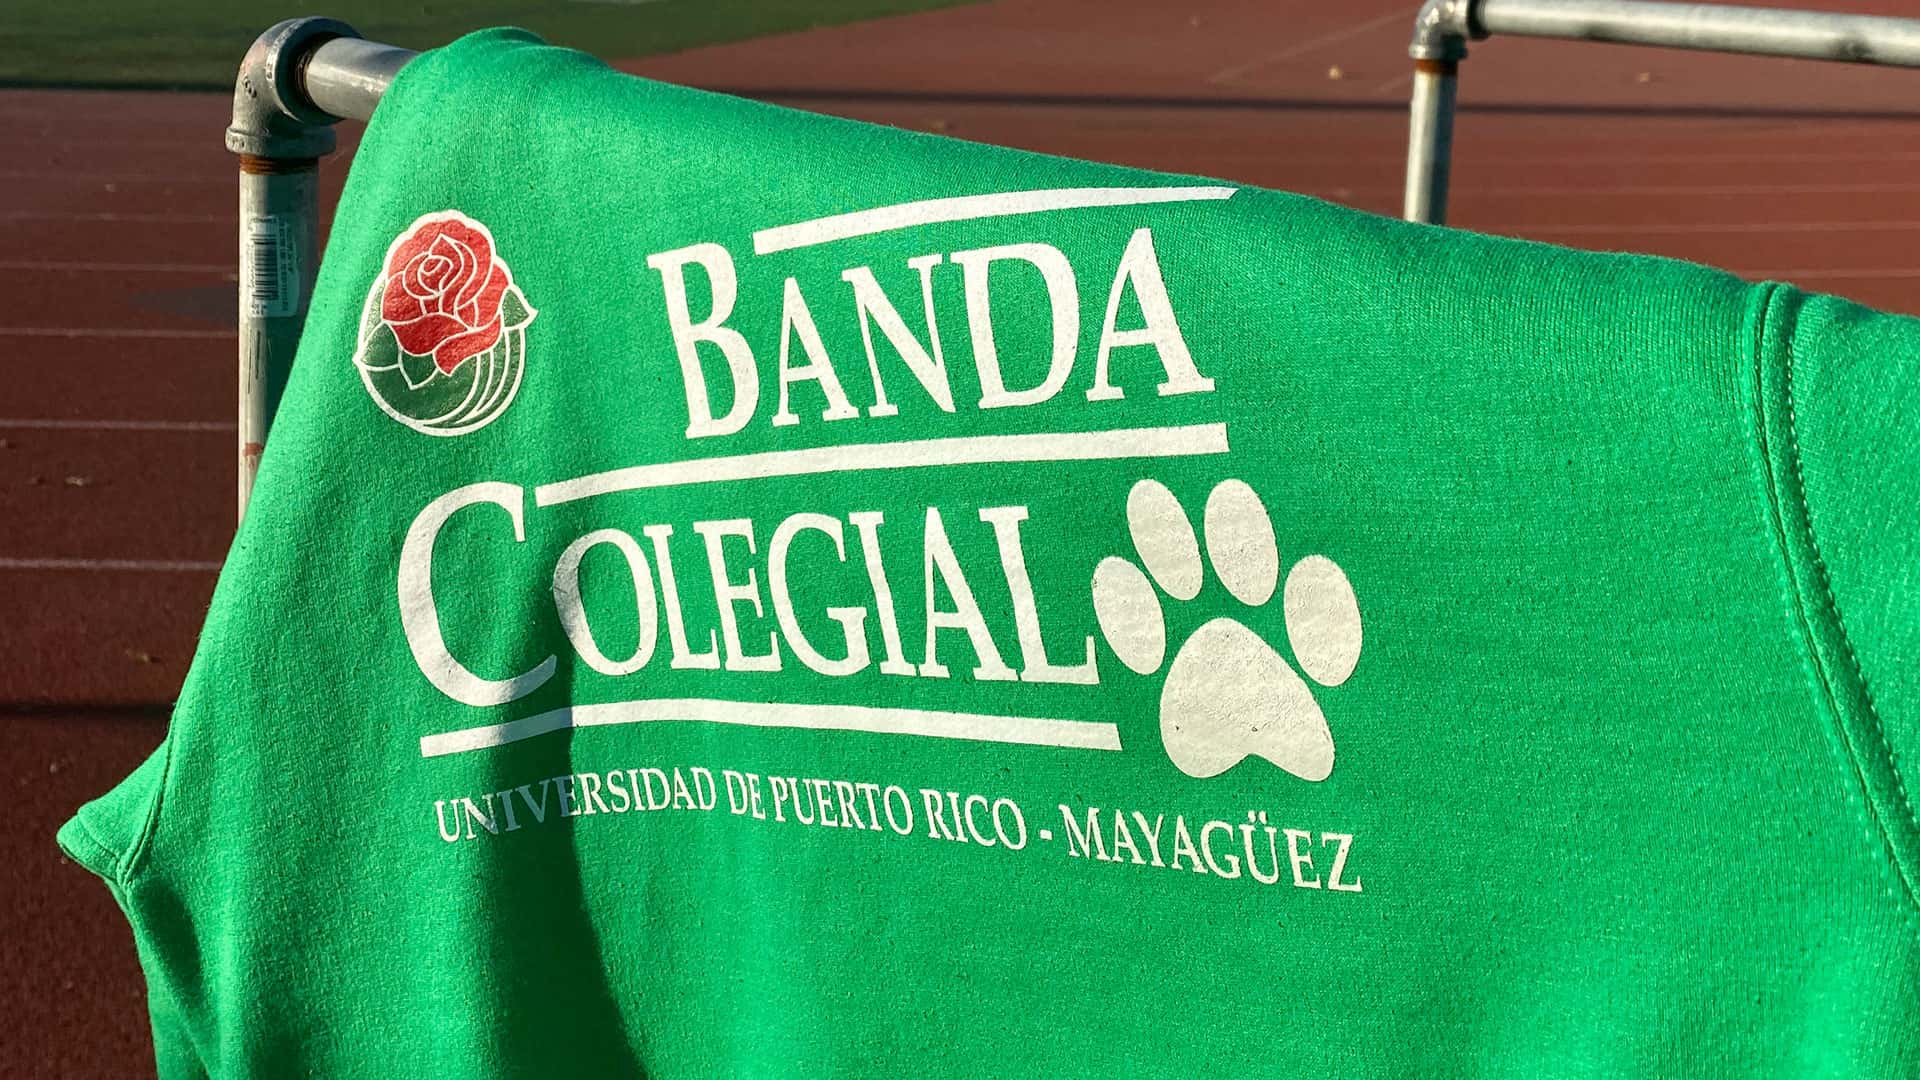 BANDA
COLEGIAL
UNIVERSIDAD DE PUERTO RICO - MAYAGÜEZ